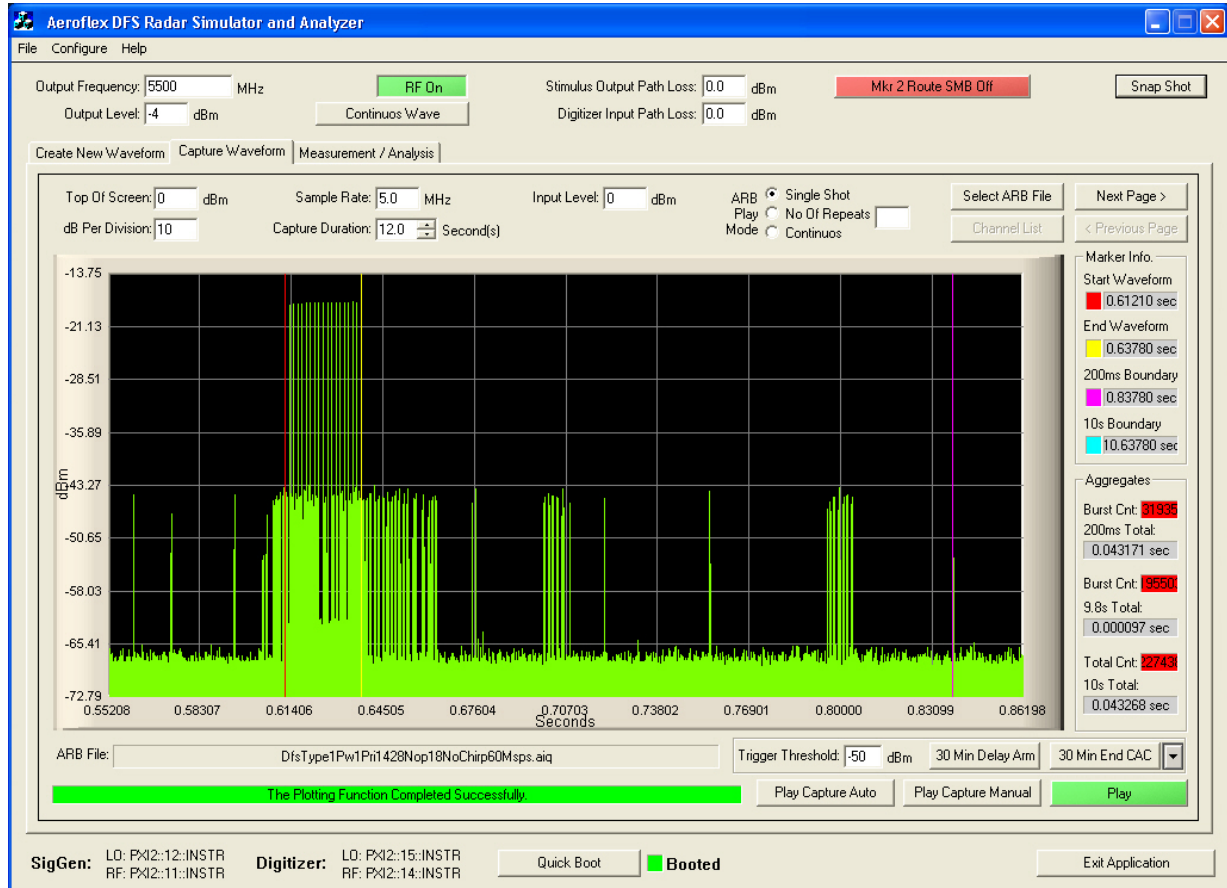 Aeroflex DFS Radar Simulator and Analyzer
File Configure Help
Output Frequency: 5500 MHz
RF On
Stimulus Output Path Loss: 0.0 dBm
Mkr 2 Route SMB Off
Snap Shot
Output Level: -4 dBm
Continuos Wave
Digitizer Input Path Loss: 0.0 dBm
Create New Waveform Capture Waveform Measurement / Analysis
Top Of Screen: 0 dBm
Sample Rate: 5.0 MHz
Input Level: 0 dBm
ARB Play Mode
Single Shot
No Of Repeats
Continuos
Select ARB File
Next Page >
dB Per Division: 10
Capture Duration: 12.0 Second(s)
Channel List
< Previous Page
-13.75
-21.13
-28.51
-35.89
-43.27
-50.65
-58.03
-65.41
-72.79
dBm
0.55208 0.58307 0.61406 0.64505 0.67604 0.70703 0.73802 0.76901 0.80000 0.83099 0.86198
Seconds
Marker Info.
Start Waveform
0.61210 sec
End Waveform
0.63780 sec
200ms Boundary
0.83780 sec
10s Boundary
10.63780 sec
Aggregates
Burst Cnt: 31935
200ms Total:
0.043171 sec
Burst Cnt:
9.8s Total:
0.000097 sec
Total Cnt:
10s Total:
0.043268 sec
ARB File: DfsType1Pw1Pri1428Nop18NoChirp60Msps.aiq
Trigger Threshold: -50 dBm
30 Min Delay Arm
30 Min End CAC
The Plotting Function Completed Successfully.
Play Capture Auto
Play Capture Manual
Play
SigGen: LO: PXI2::12::INSTR
RF: PXI2::11::INSTR
Digitizer: LO: PXI2::15::INSTR
RF: PXI2::14::INSTR
Quick Boot
Booted
Exit Application